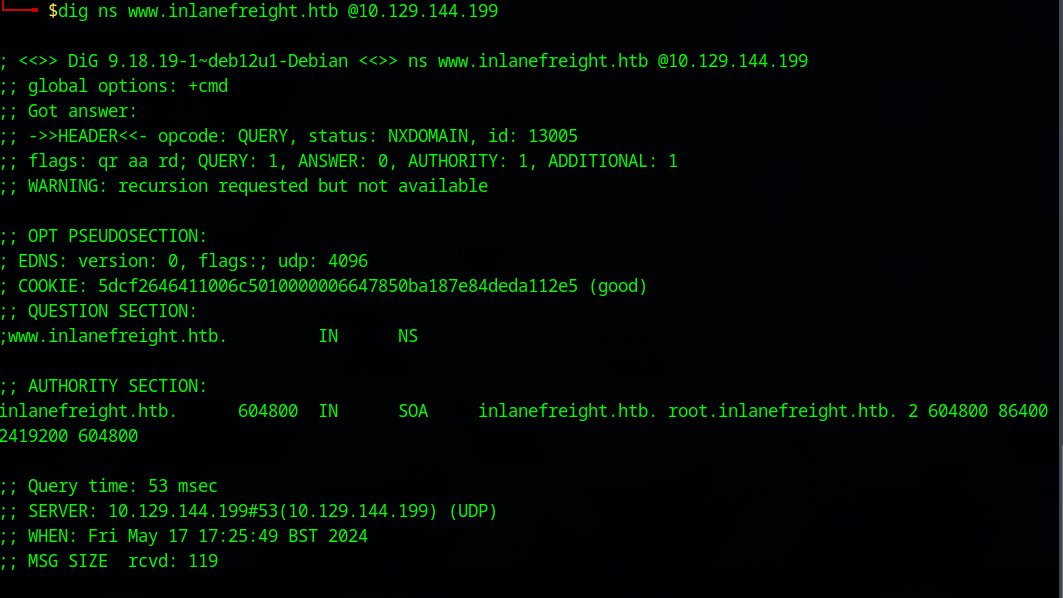 $dig ns www.inlanefreight.htb @10.129.144.199
; <<>> DiG 9.18.19-1~deb12u1-Debian <<>> ns www.inlanefreight.htb @10.129.144.199
;; global options: +cmd
;; Got answer:
;; ->>HEADER<<- opcode: QUERY, status: NXDOMAIN, id: 13005
;; flags: qr aa rd; QUERY: 1, ANSWER: 0, AUTHORITY: 1, ADDITIONAL: 1
;; WARNING: recursion requested but not available
;; OPT PSEUDOSECTION:
; EDNS: version: 0, flags:; udp: 4096
; COOKIE: 5dcf2646411006c5010000006647850ba187e84deda112e5 (good)
;; QUESTION SECTION:
;www.inlanefreight.htb. IN NS
;; AUTHORITY SECTION:
inlanefreight.htb. 604800 IN SOA inlanefreight.htb. root.inlanefreight.htb. 2 604800 86400
2419200 604800
;; Query time: 53 msec
;; SERVER: 10.129.144.199#53(10.129.144.199) (UDP)
;; WHEN: Fri May 17 17:25:49 BST 2024
;; MSG SIZE rcvd: 119